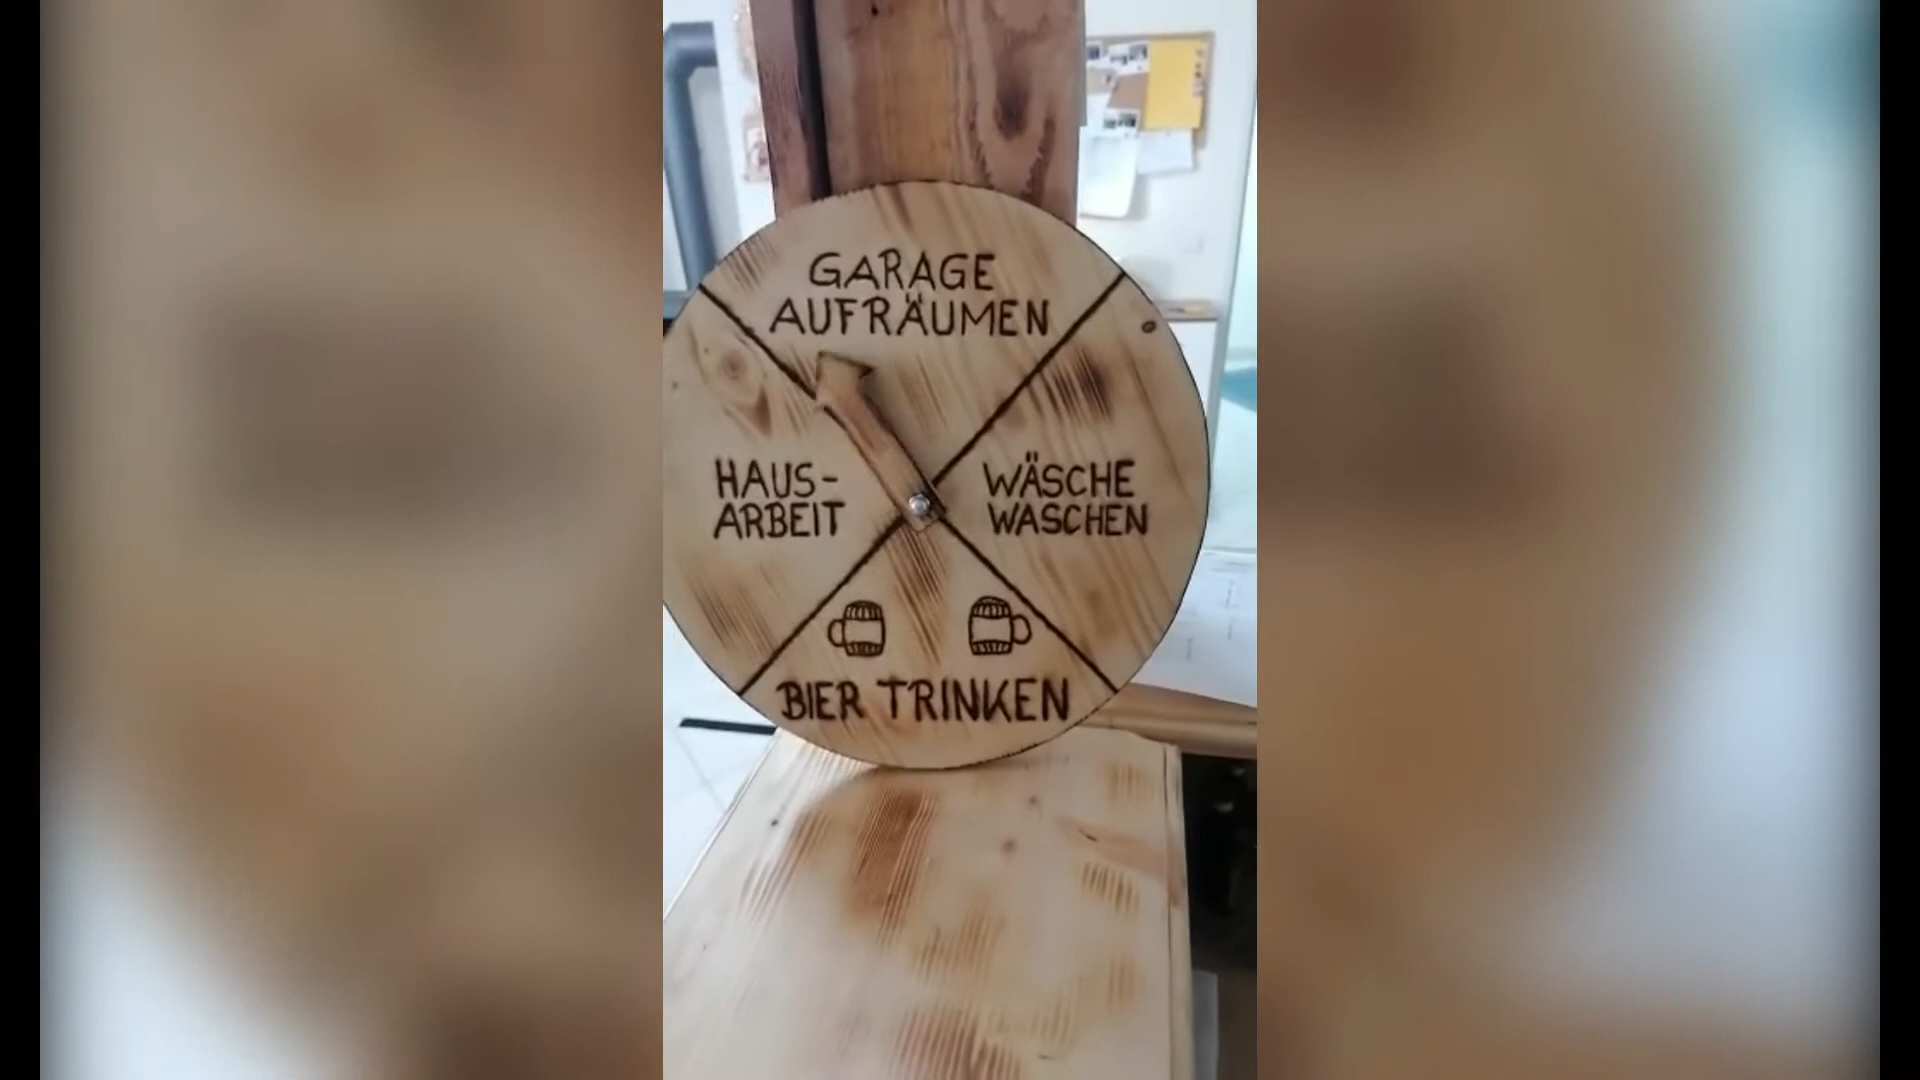 GARAGE
AUFRÄUMEN
HAUS-
ARBEIT
WÄSCHE
WASCHEN
BIER TRINKEN